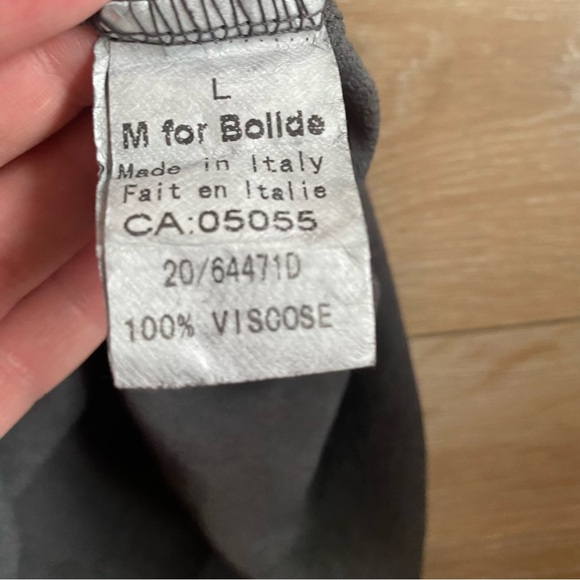 L
M for Bollde
Made in Italy
Fait en Italie
CA:05055
20/64471D
100% VISCOSE